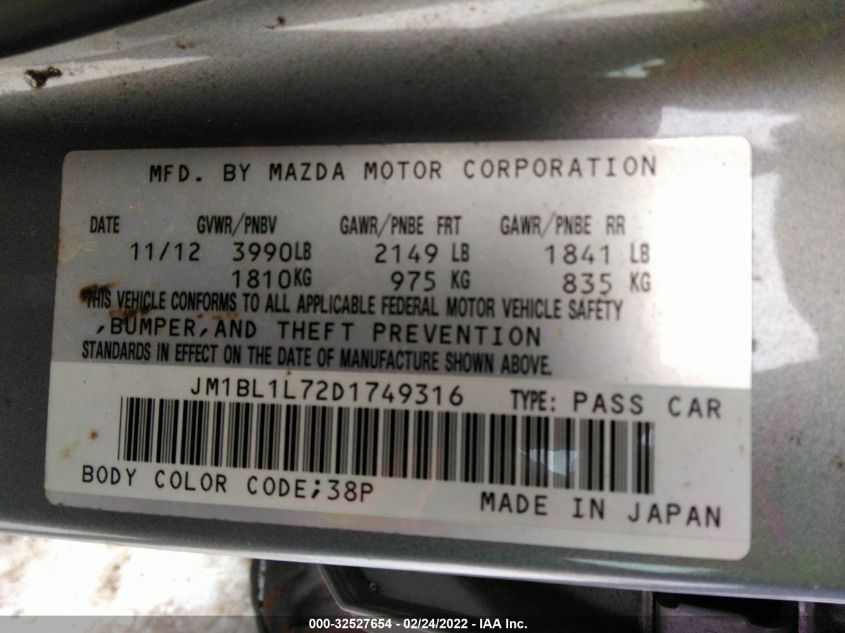 MFD. BY MAZDA MOTOR CORPORATION
DATE GVWR/PNBV GAWR/PNBE FRT GAWR/PNBE RR
11/12 3990LB 2149 LB 1841 LB
1810KG 975 KG 835 KG
THIS VEHICLE CONFORMS TO ALL APPLICABLE FEDERAL MOTOR VEHICLE SAFETY
,BUMPER,AND THEFT PREVENTION
STANDARDS IN EFFECT ON THE DATE OF MANUFACTURE SHOWN ABOVE.
JM1BL1L72D1749316 TYPE: PASS CAR
BODY COLOR CODE;38P
MADE IN JAPAN
000-32527654 - 02/24/2022 - IAA Inc.